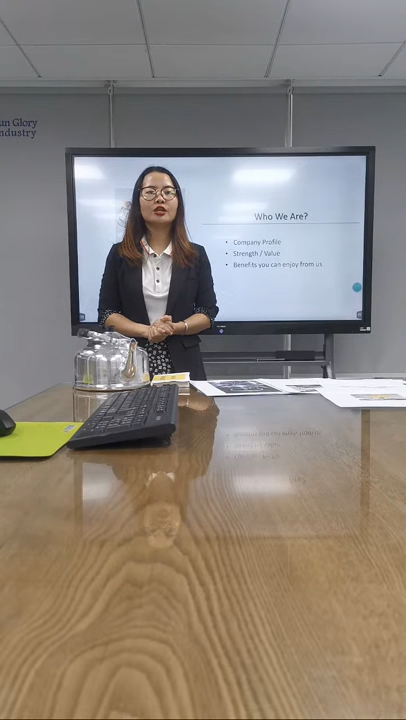 un Glory
ndustry
Who We Are?
• Company Profile
• Strength / Value
• Benefits you can enjoy from us